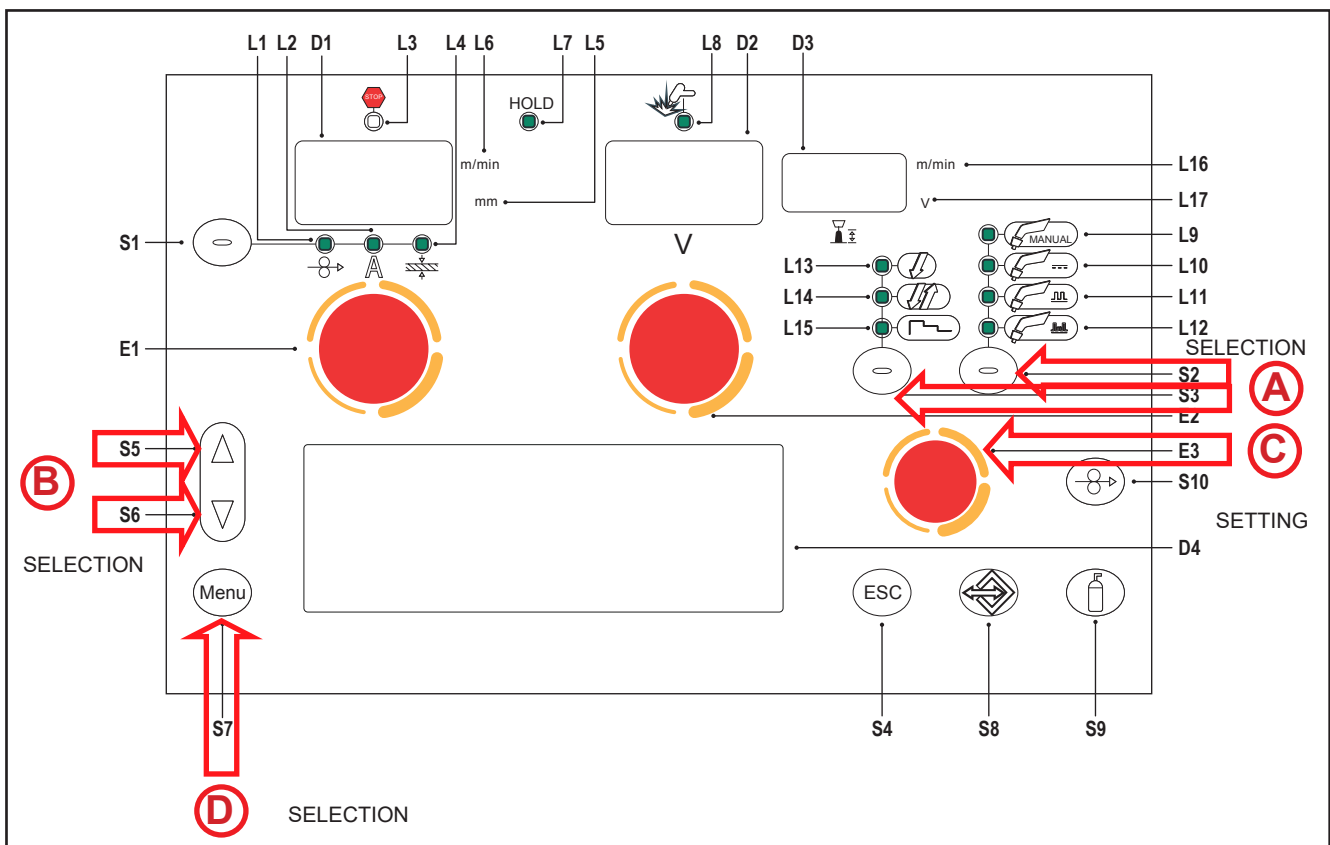 L1 L2 D1 L3 L4 L6 L7 L5 L8 D2 D3
STOP
HOLD
m/min
m/min L16
mm
V L17
S1
V
MANUAL L9
A
L13 L10
L14 L11
L15 L12
SELECTION
E1
S2
A
S3
E2
S5
E3
C
B
S10
S6
SETTING
D4
SELECTION
Menu
ESC
S7 S4 S8 S9
D
SELECTION